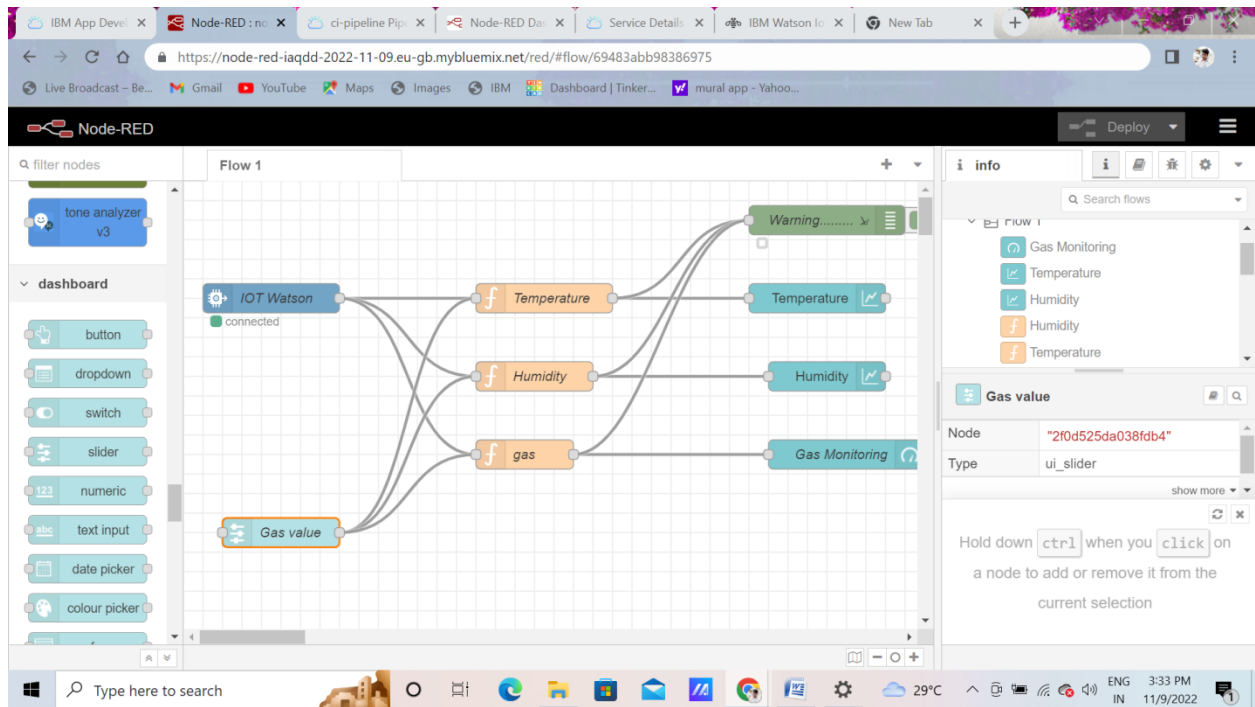 IBM App Devel
Node-RED : no
ci-pipeline Pip
Node-RED Das
Service Details
IBM Watson Io
New Tab
https://node-red-iaqdd-2022-11-09.eu-gb.mybluemix.net/red/#flow/69483abb98386975
Live Broadcast – Be...
Gmail
YouTube
Maps
Images
IBM
Dashboard | Tinker...
mural app - Yahoo...
Node-RED
Deploy
filter nodes
Flow 1
i info
i
Search flows
tone analyzer
v3
dashboard
button
dropdown
switch
slider
123 numeric
abc text input
date picker
colour picker
IOT Watson
connected
Gas value
f Temperature
f Humidity
f gas
Warning.........
Temperature
Humidity
Gas Monitoring
Flow 1
Gas Monitoring
Temperature
Humidity
f Humidity
f Temperature
Gas value
Node "2f0d525da038fdb4"
Type ui_slider
show more
Hold down ctrl when you click on
a node to add or remove it from the
current selection
Type here to search
29°C
ENG
IN
3:33 PM
11/9/2022
1